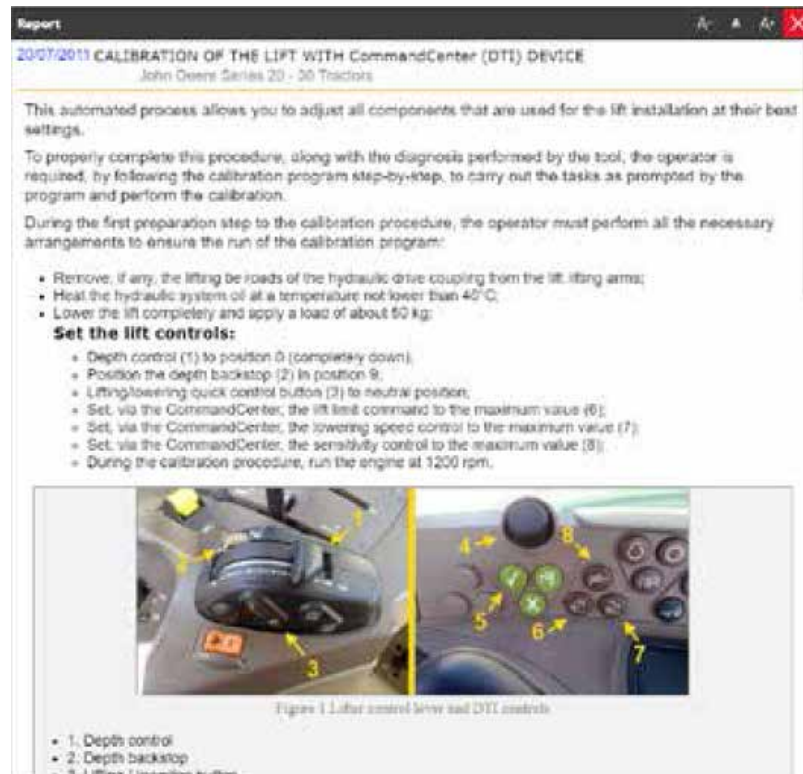 Report
A- A A+ X
20/07/2011 CALIBRATION OF THE LIFT WITH CommandCenter (DTI) DEVICE
John Deere Series 20 - 30 Tractors
This automated process allows you to adjust all components that are used for the lift installation at their best
settings.
To properly complete this procedure, along with the diagnosis performed by the tool, the operator is
required, by following the calibration program step-by-step, to carry out the tasks as prompted by the
program and perform the calibration.
During the first preparation step to the calibration procedure, the operator must perform all the necessary
arrangements to ensure the run of the calibration program:
• Remove, if any, the lifting tie roads of the hydraulic drive coupling from the lift lifting arms;
• Heat the hydraulic system oil at a temperature not lower than 40°C;
• Lower the lift completely and apply a load of about 50 kg;
Set the lift controls:
Depth control (1) to position 0 (completely down);
Position the depth backstop (2) in position 9;
Lifting/lowering quick control button (3) to neutral position;
Set, via the CommandCenter, the lift limit command to the maximum value (6);
Set, via the CommandCenter, the lowering speed control to the maximum value (7);
Set, via the CommandCenter, the sensitivity control to the maximum value (8);
During the calibration procedure, run the engine at 1200 rpm.
1
2
3
4
5
6
7
8
Figure 1 Lifter control lever and DTI controls
• 1. Depth control
• 2. Depth backstop